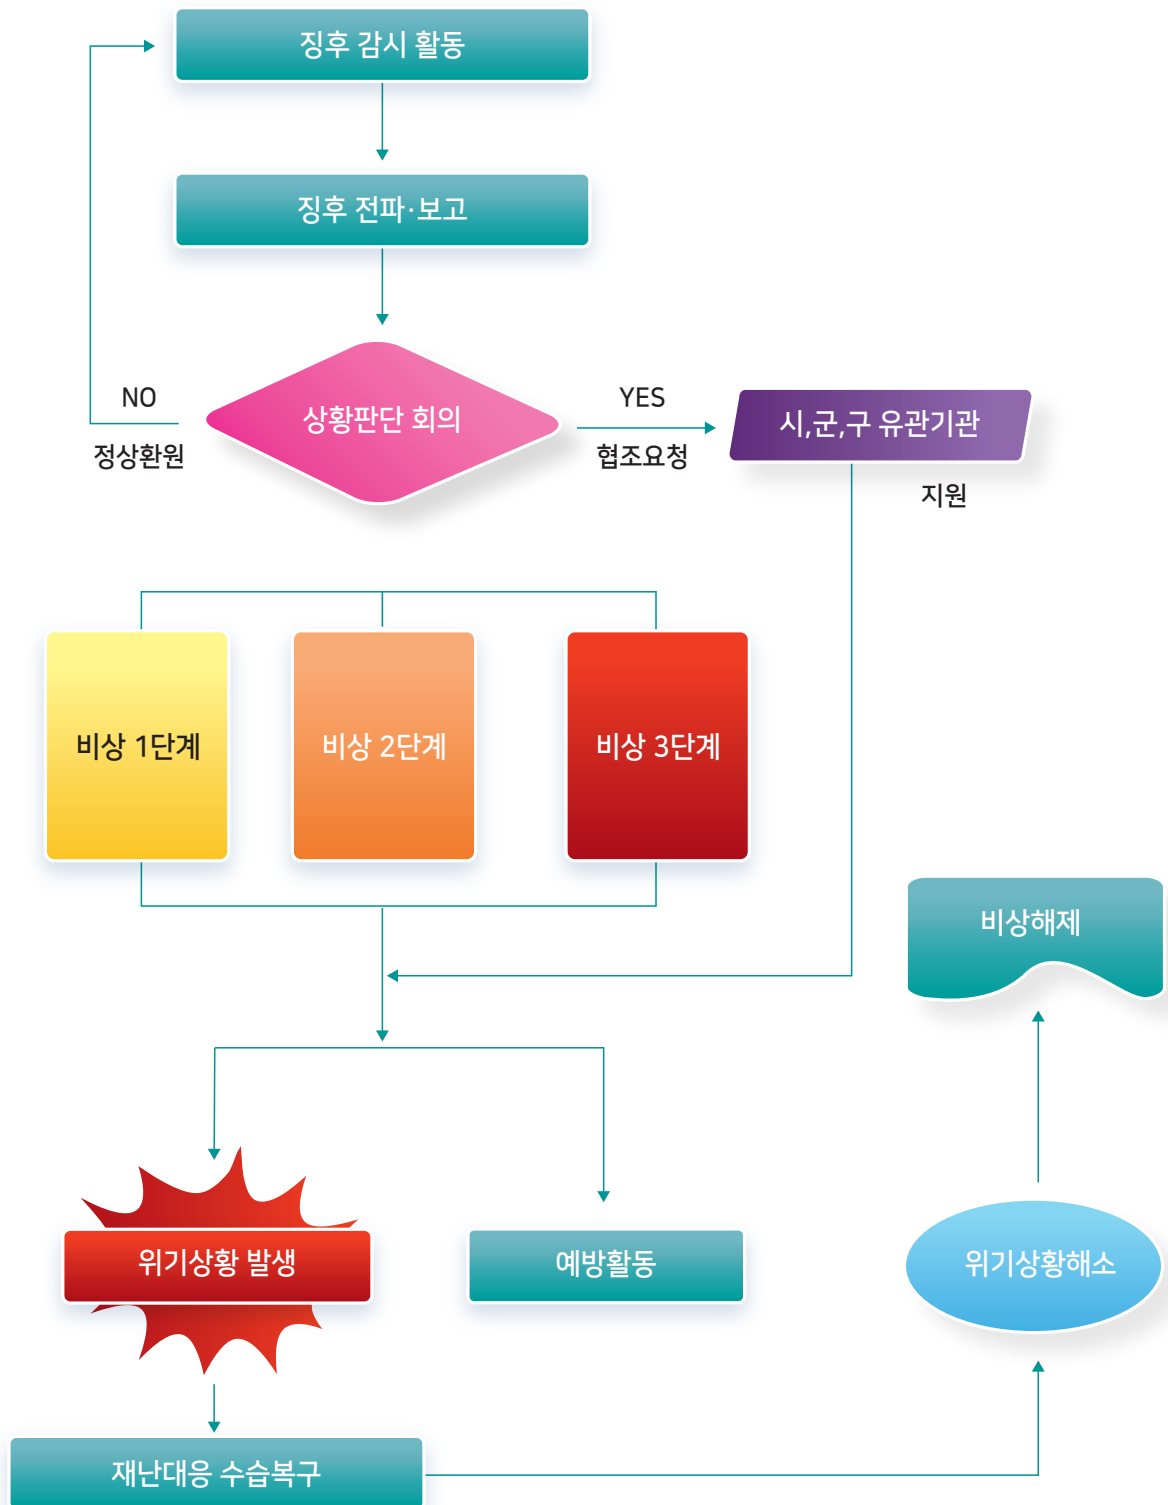 징후 감시 활동
징후 전파·보고
상황판단 회의
NO
정상환원
YES
협조요청
시,군,구 유관기관
지원
비상 1단계
비상 2단계
비상 3단계
비상해제
위기상황 발생
예방활동
위기상황해소
재난대응 수습복구